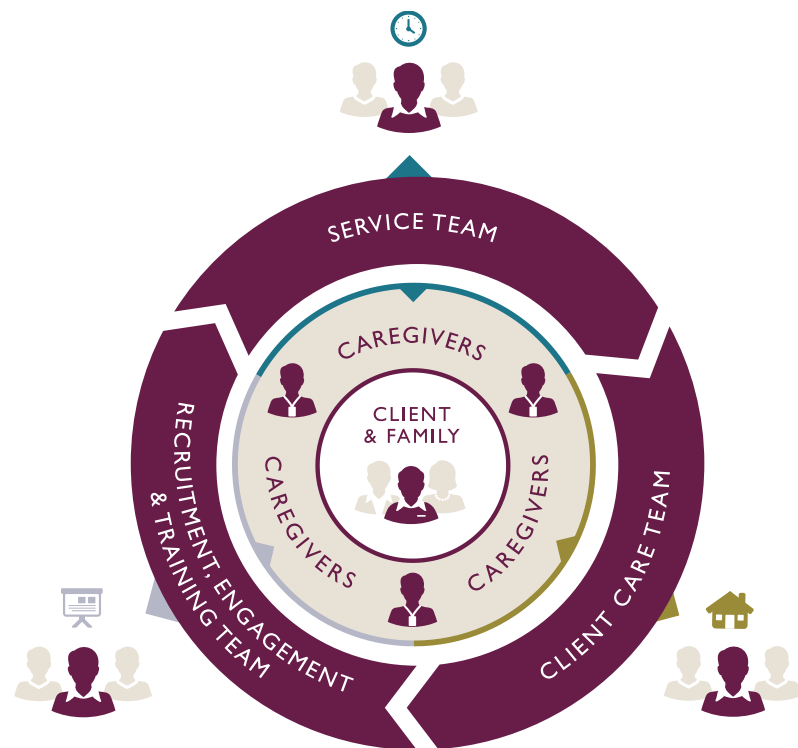 SERVICE TEAM
CAREGIVERS
CLIENT
& FAMILY
CAREGIVERS
CAREGIVERS
RECRUITMENT, ENGAGEMENT
& TRAINING TEAM
CLIENT CARE TEAM